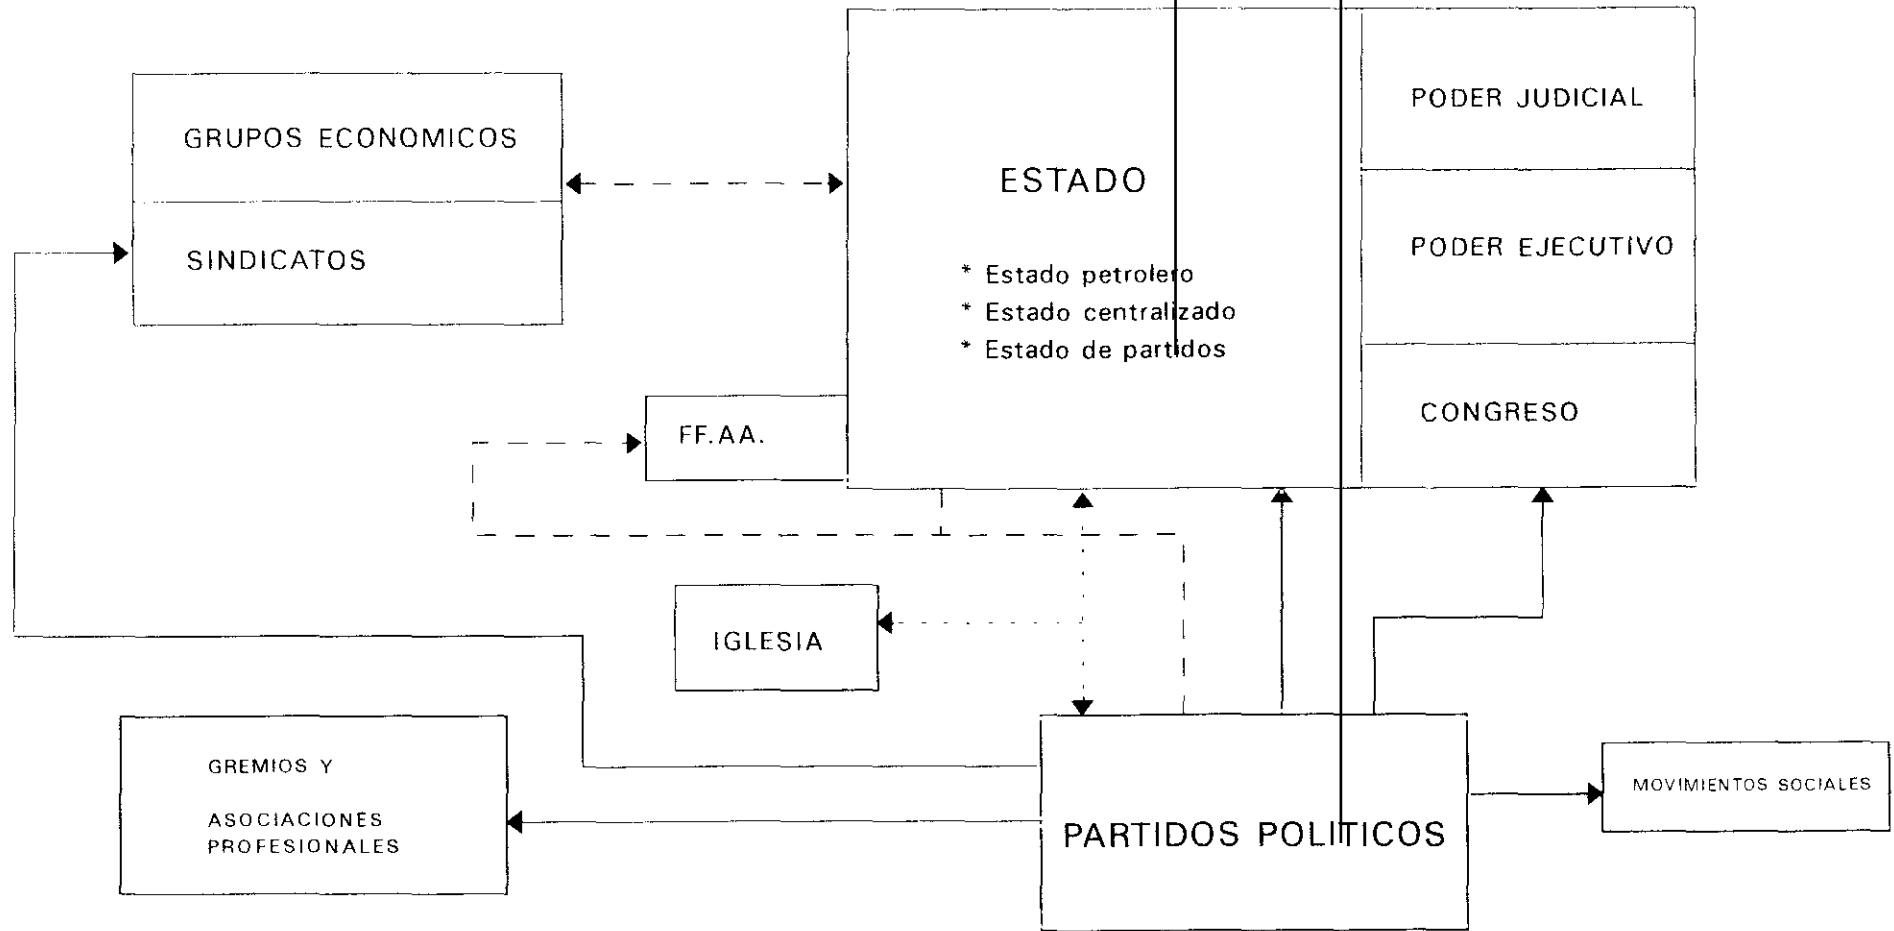 PODER JUDICIAL
GRUPOS ECONOMICOS
ESTADO
PODER EJECUTIVO
SINDICATOS
* Estado petrolero
* Estado centralizado
* Estado de partidos
CONGRESO
FF.AA.
IGLESIA
GREMIOS Y
ASOCIACIONES
PROFESIONALES
PARTIDOS POLITICOS
MOVIMIENTOS SOCIALES